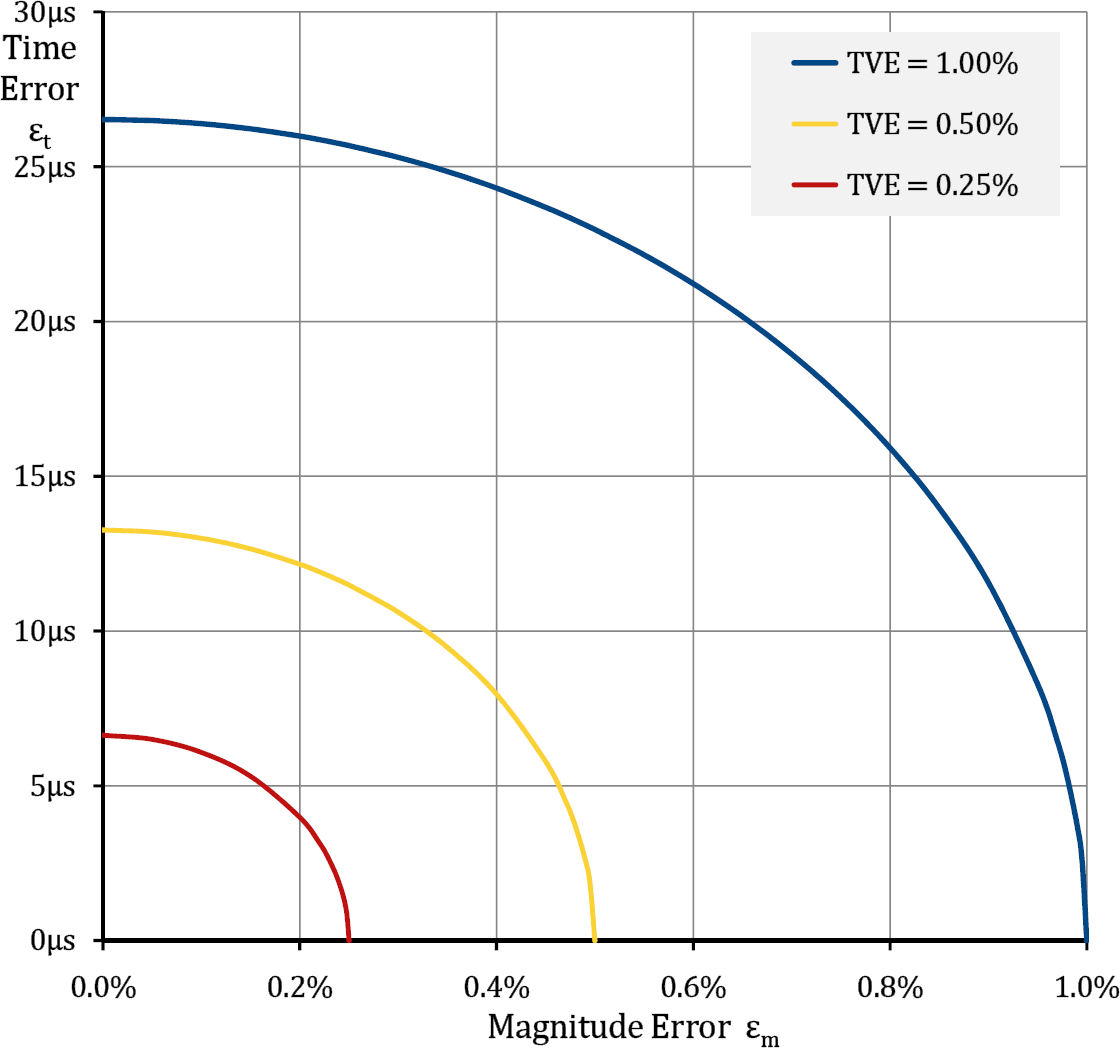 30μs
Time
Error
εt
25μs
20μs
15μs
10μs
5μs
0μs
TVE = 1.00%
TVE = 0.50%
TVE = 0.25%
0.0% 0.2% 0.4% 0.6% 0.8% 1.0%
Magnitude Error εm